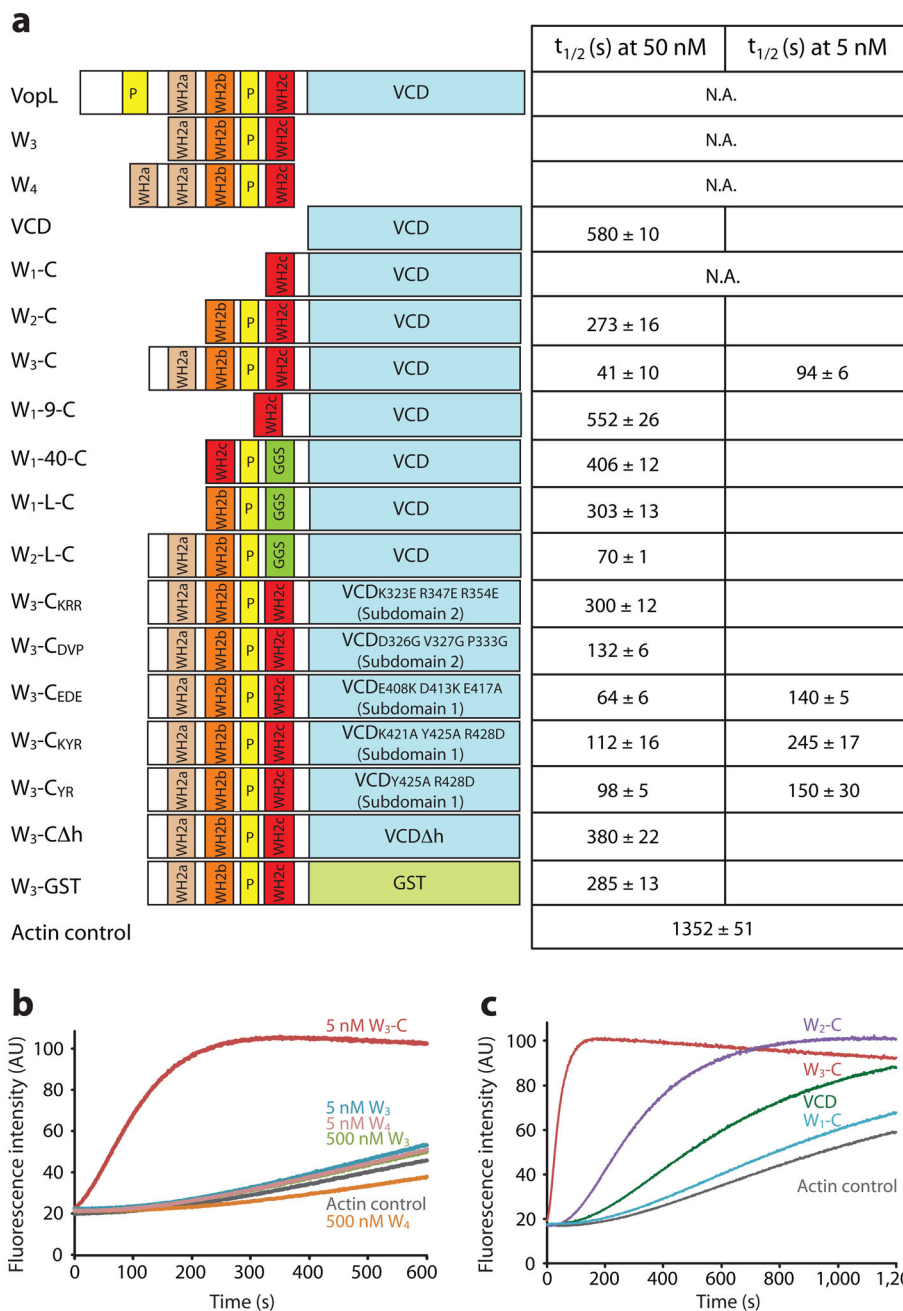 a
t1/2 (s) at 50 nM t1/2 (s) at 5 nM
VopL P WH2a WH2b P WH2c VCD N.A.
W3 WH2a WH2b P WH2c N.A.
W4 WH2a WH2a WH2b P WH2c N.A.
VCD VCD 580 ± 10
W1-C WH2c VCD N.A.
W2-C WH2b P WH2c VCD 273 ± 16
W3-C WH2a WH2b P WH2c VCD 41 ± 10 94 ± 6
W1-9-C WH2c VCD 552 ± 26
W1-40-C WH2c P GGS VCD 406 ± 12
W1-L-C WH2b P GGS VCD 303 ± 13
W2-L-C WH2a WH2b P GGS VCD 70 ± 1
W3-CKRR WH2a WH2b P WH2c VCDK323E R347E R354E 300 ± 12
(Subdomain 2)
W3-CDVP WH2a WH2b P WH2c VCDD326G V327G P333G 132 ± 6
(Subdomain 2)
W3-CEDE WH2a WH2b P WH2c VCDE408K D413K E417A 64 ± 6 140 ± 5
(Subdomain 1)
W3-CKYR WH2a WH2b P WH2c VCDK421A Y425A R428D 112 ± 16 245 ± 17
(Subdomain 1)
W3-CYR WH2a WH2b P WH2c VCDY425A R428D 98 ± 5 150 ± 30
(Subdomain 1)
W3-CΔh WH2a WH2b P WH2c VCDΔh 380 ± 22
W3-GST WH2a WH2b P WH2c GST 285 ± 13
Actin control 1352 ± 51
b
Fluorescence intensity (AU)
100
80
60
40
20
0
5 nM W3-C
5 nM W3
5 nM W4
500 nM W3
Actin control
500 nM W4
0 100 200 300 400 500 600
Time (s)
c
Fluorescence intensity (AU)
100
80
60
40
20
0
W2-C
W3-C
VCD
W1-C
Actin control
0 200 400 600 800 1,000 1,20
Time (s)